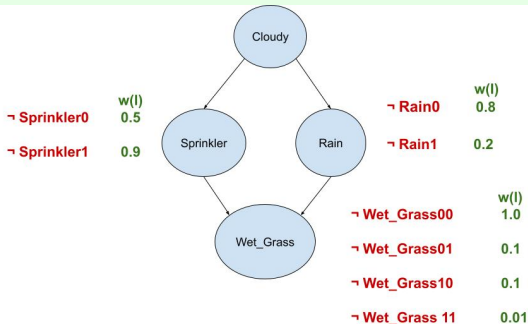 Cloudy
w(l)
¬ Sprinkler0 0.5
¬ Sprinkler1 0.9
Sprinkler
Rain
w(l)
¬ Rain0 0.8
¬ Rain1 0.2
Wet_Grass
w(l)
¬ Wet_Grass00 1.0
¬ Wet_Grass01 0.1
¬ Wet_Grass10 0.1
¬ Wet_Grass 11 0.01